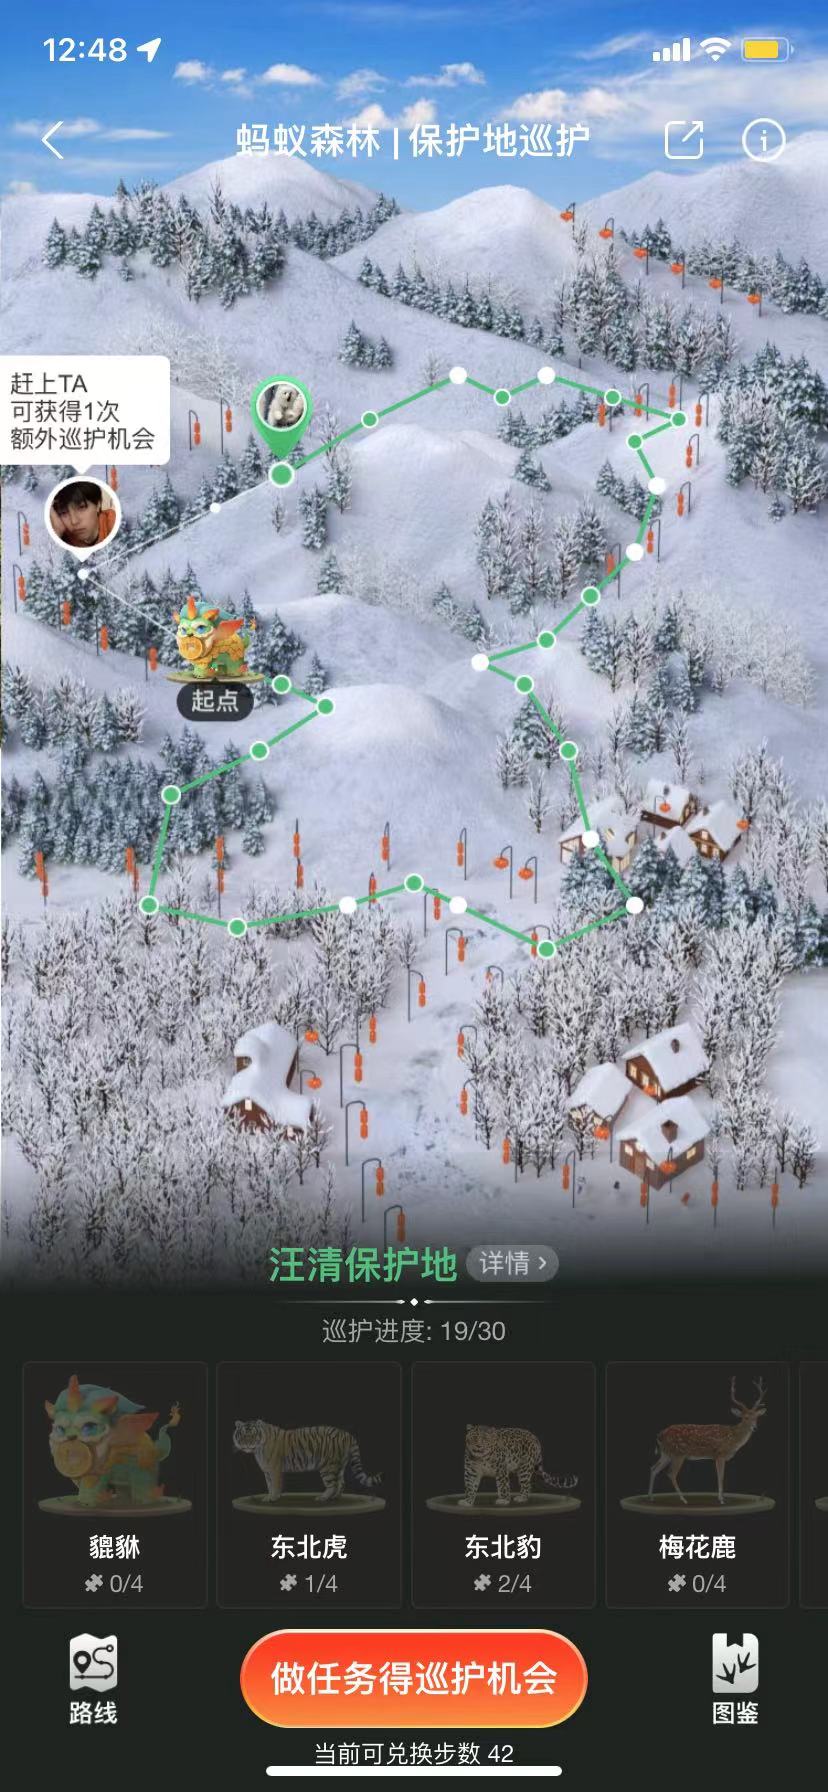 12:48
蚂蚁森林 | 保护地巡护
赶上TA
可获得1次
额外巡护机会
起点
汪清保护地
详情 >
巡护进度: 19/30
貔貅
0/4
东北虎
1/4
东北豹
2/4
梅花鹿
0/4
路线
做任务得巡护机会
图鉴
当前可兑换步数 42